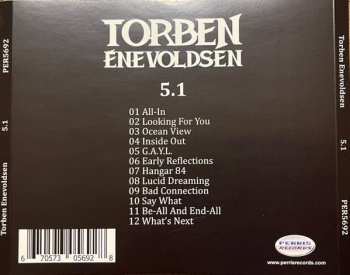 TORBEN
ENEVOLDSEN
5.1
01 All-In
02 Looking For You
03 Ocean View
04 Inside Out
05 G.A.Y.L.
06 Early Reflections
07 Hangar 84
08 Lucid Dreaming
09 Bad Connection
10 Say What
11 Be-All And End-All
12 What's Next
6 70573 05692 8
PERRIS
RECORDS
www.perrisrecords.com
Torben Enevoldsen 5.1 PER5692
Torben Enevoldsen 5.1 PER5692